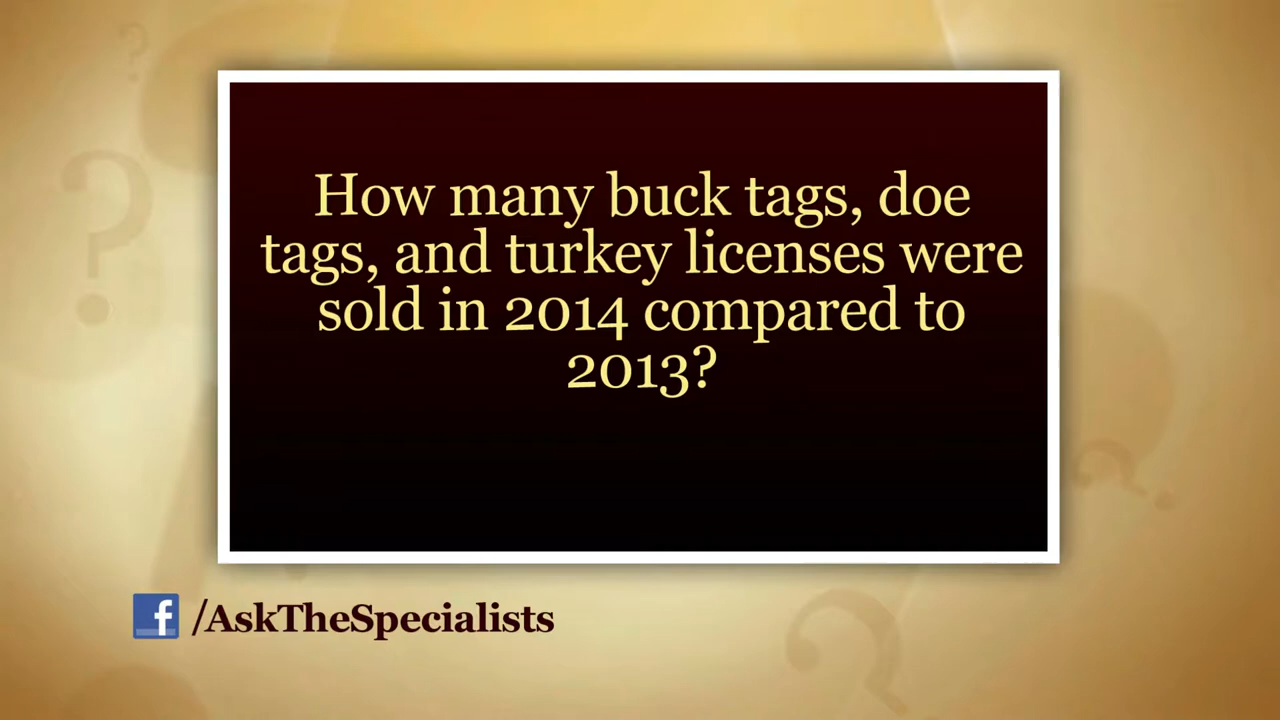 How many buck tags, doe
tags, and turkey licenses were
sold in 2014 compared to
2013?
f /AskTheSpecialists